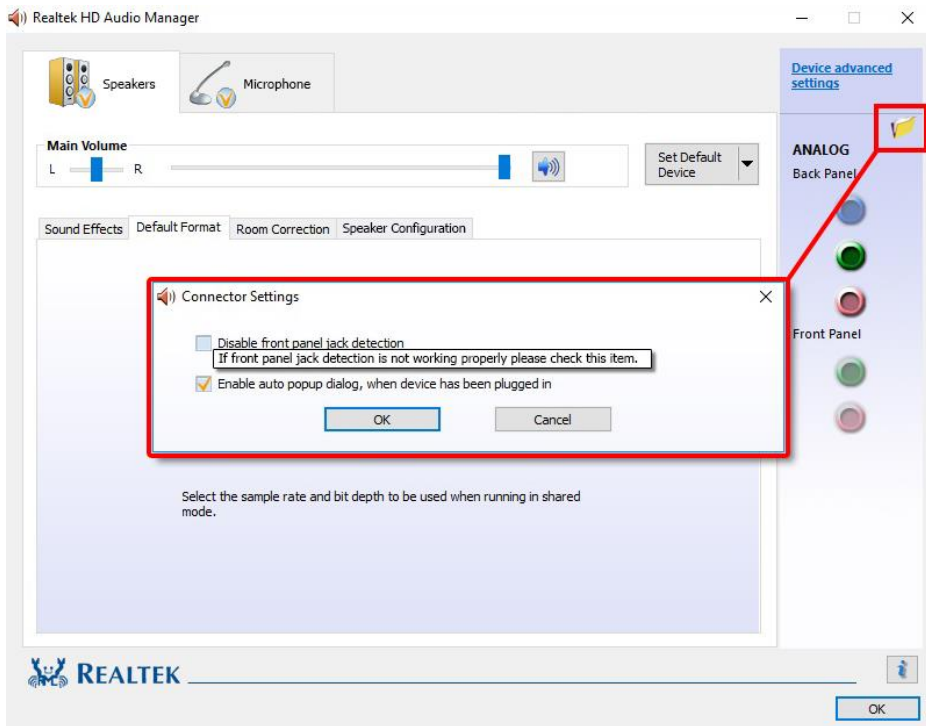 Realtek HD Audio Manager
Speakers
Microphone
Device advanced
settings
Main Volume
L
R
Set Default
Device
ANALOG
Back Panel
Sound Effects
Default Format
Room Correction
Speaker Configuration
Connector Settings
Disable front panel jack detection
If front panel jack detection is not working properly please check this item.
Enable auto popup dialog, when device has been plugged in
OK
Cancel
Front Panel
Select the sample rate and bit depth to be used when running in shared
mode.
REALTEK
OK